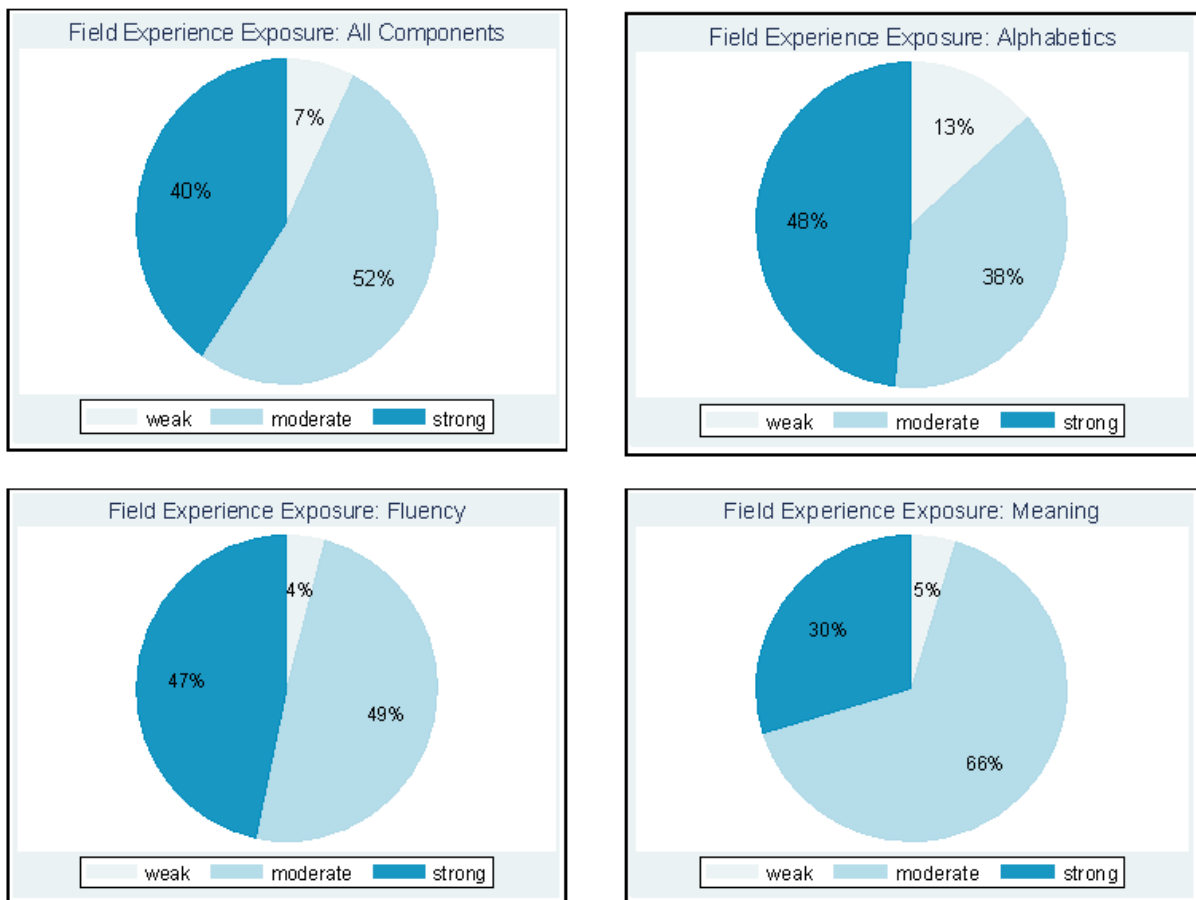 Field Experience Exposure: All Components
7%
40%
52%
weak moderate strong
Field Experience Exposure: Alphabetics
13%
48%
38%
weak moderate strong
Field Experience Exposure: Fluency
4%
47%
49%
weak moderate strong
Field Experience Exposure: Meaning
5%
30%
66%
weak moderate strong